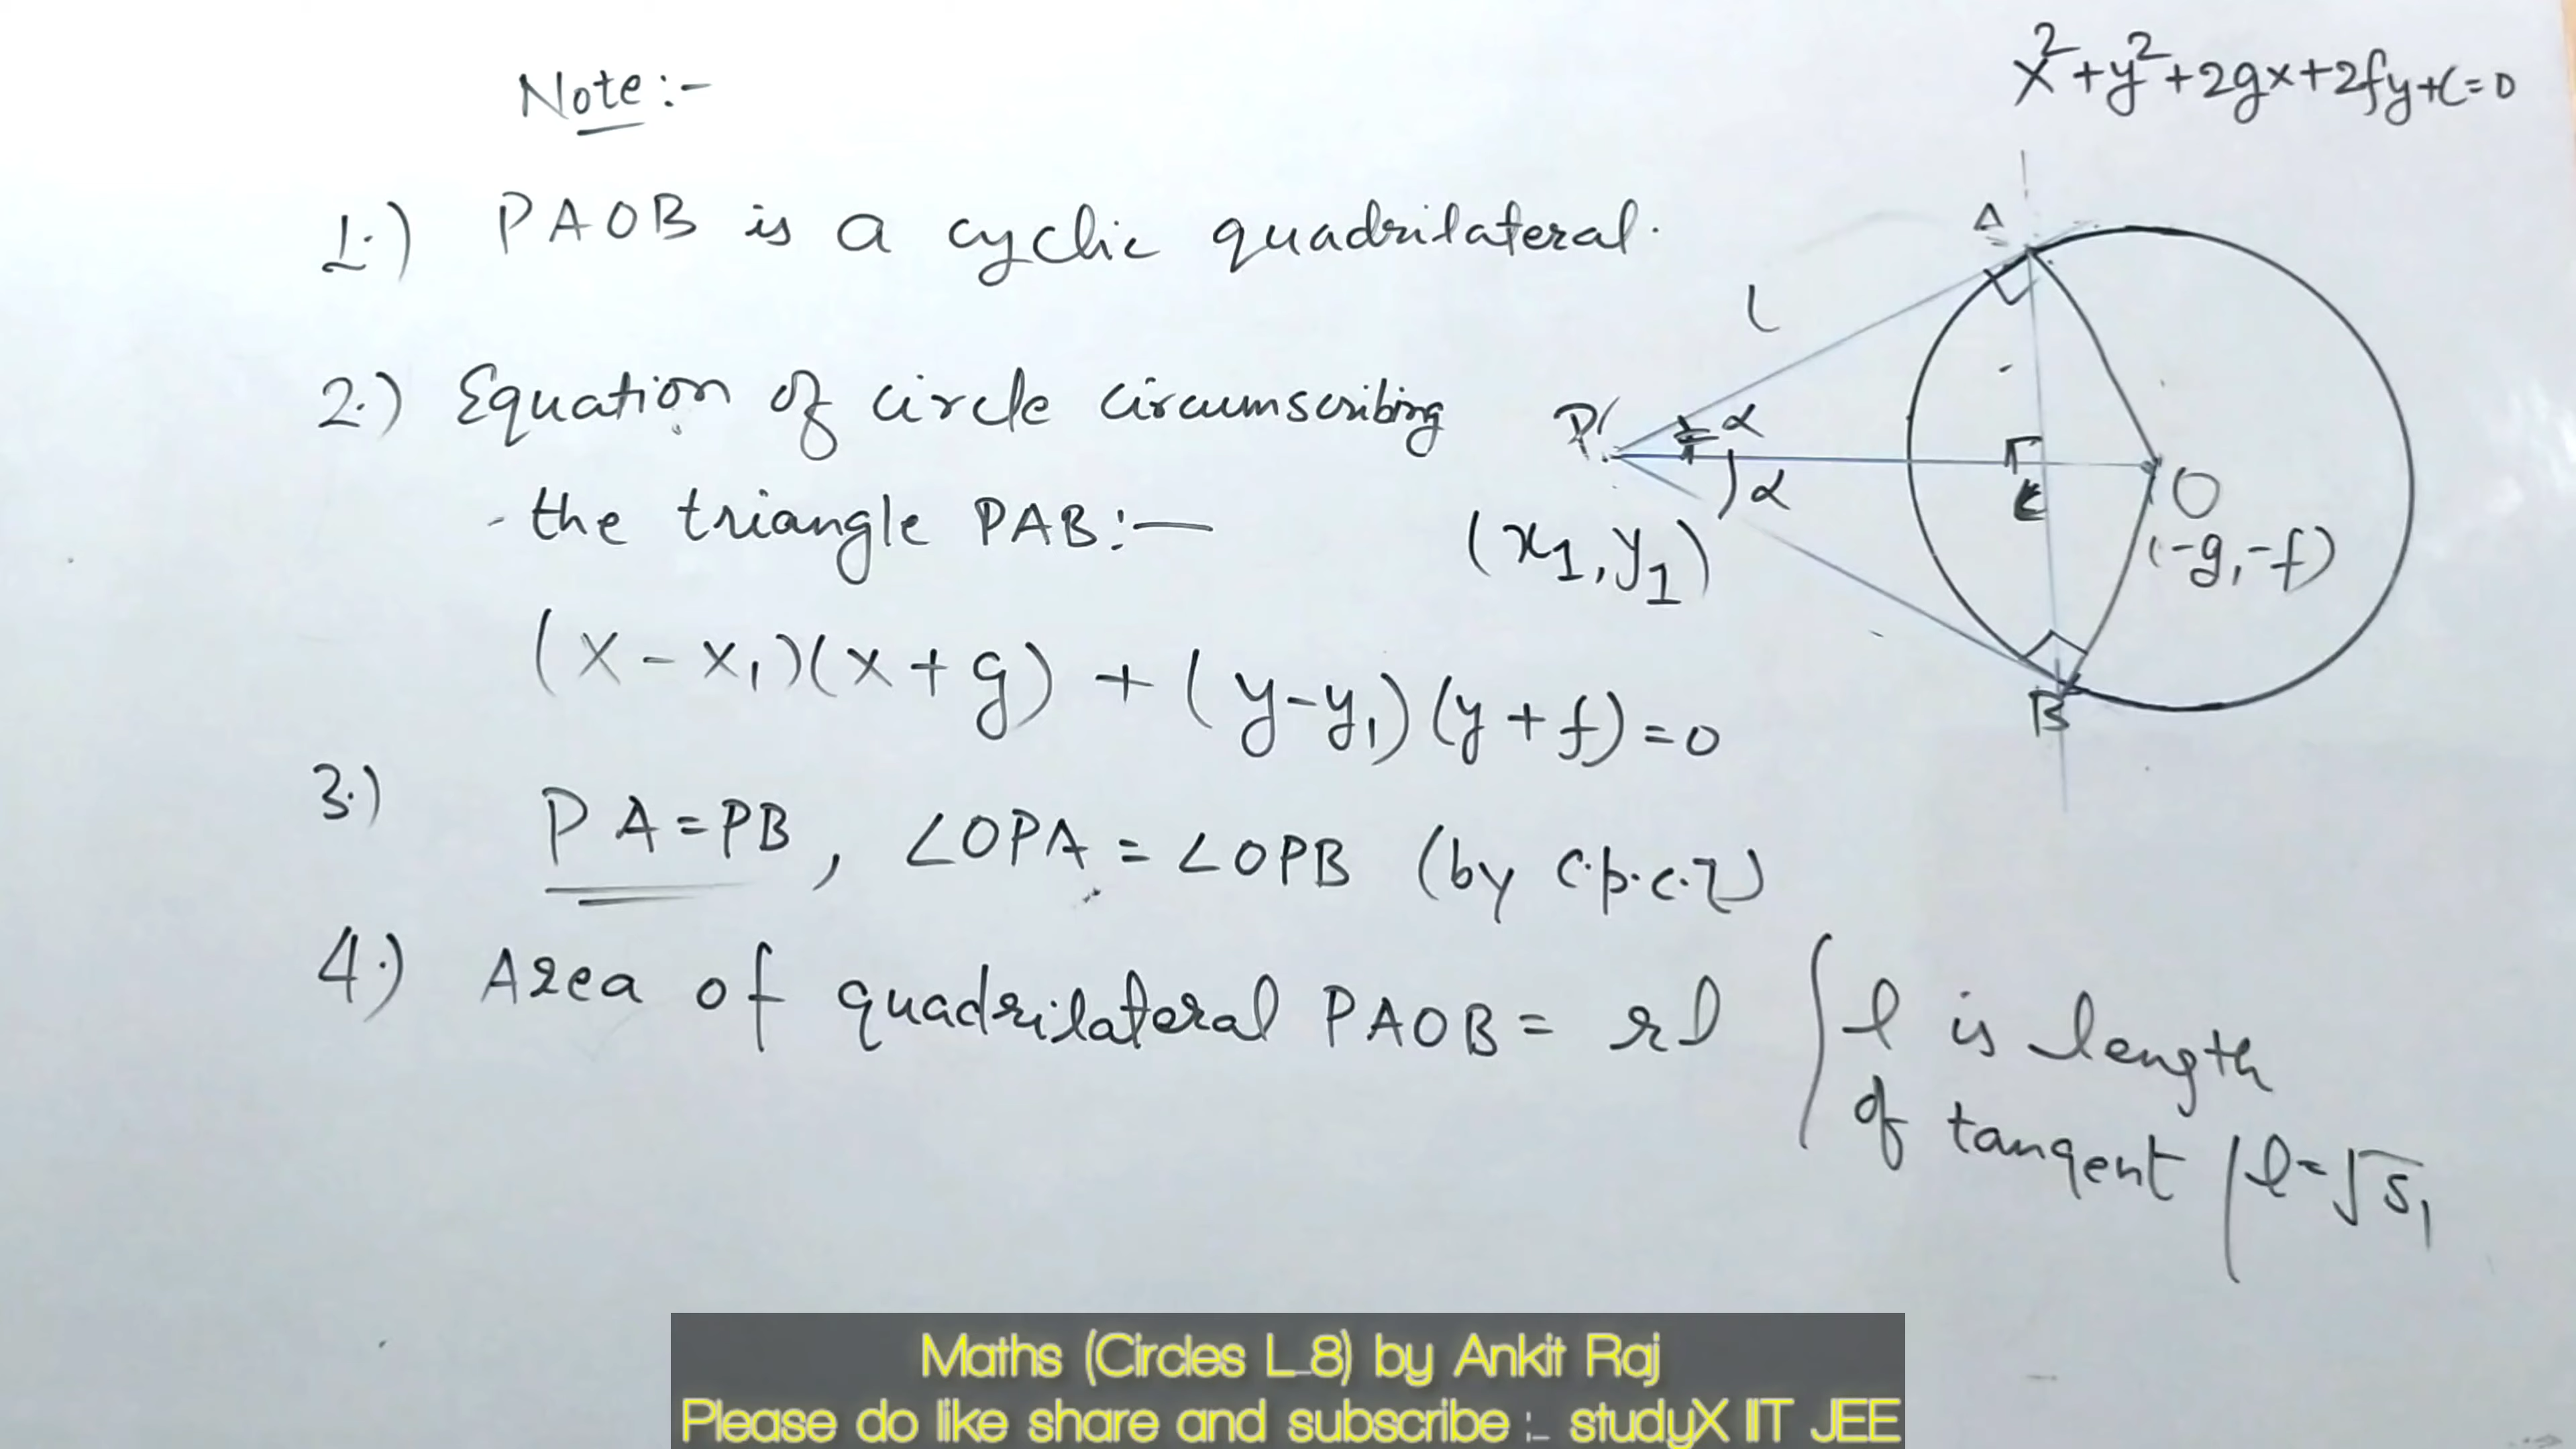 Note:-
x²+y²+2gx+2fy+c=0
1.) PAOB is a cyclic quadrilateral.
2.) Equation of circle circumscribing
the triangle PAB:—
(x-x₁)(x+g) + (y-y₁)(y+f)=0
3.) PA=PB, ∠OPA = ∠OPB (by c.p.c.t)
4.) Area of quadrilateral PAOB = rl
l is length
of tangent
l=√s₁
A
l
P
α
α
(x₁,y₁)
O
(-g,-f)
B
Maths (Circles L_8) by Ankit Raj
Please do like share and subscribe :_ studyX IIT JEE